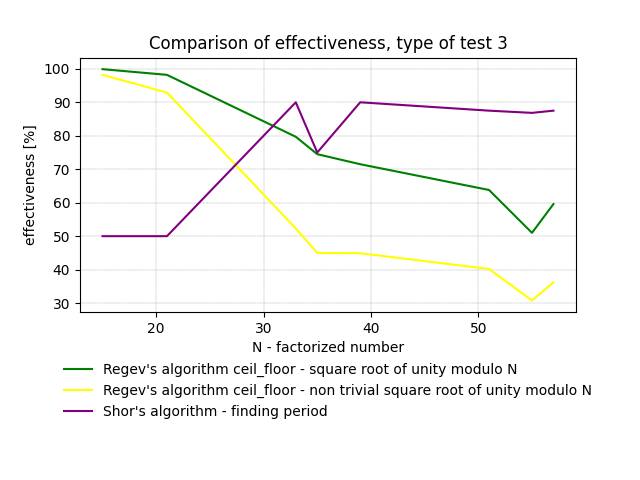 Comparison of effectiveness, type of test 3
100
90
80
70
60
50
40
30
effectiveness [%]
20 30 40 50
N - factorized number
Regev's algorithm ceil_floor - square root of unity modulo N
Regev's algorithm ceil_floor - non trivial square root of unity modulo N
Shor's algorithm - finding period